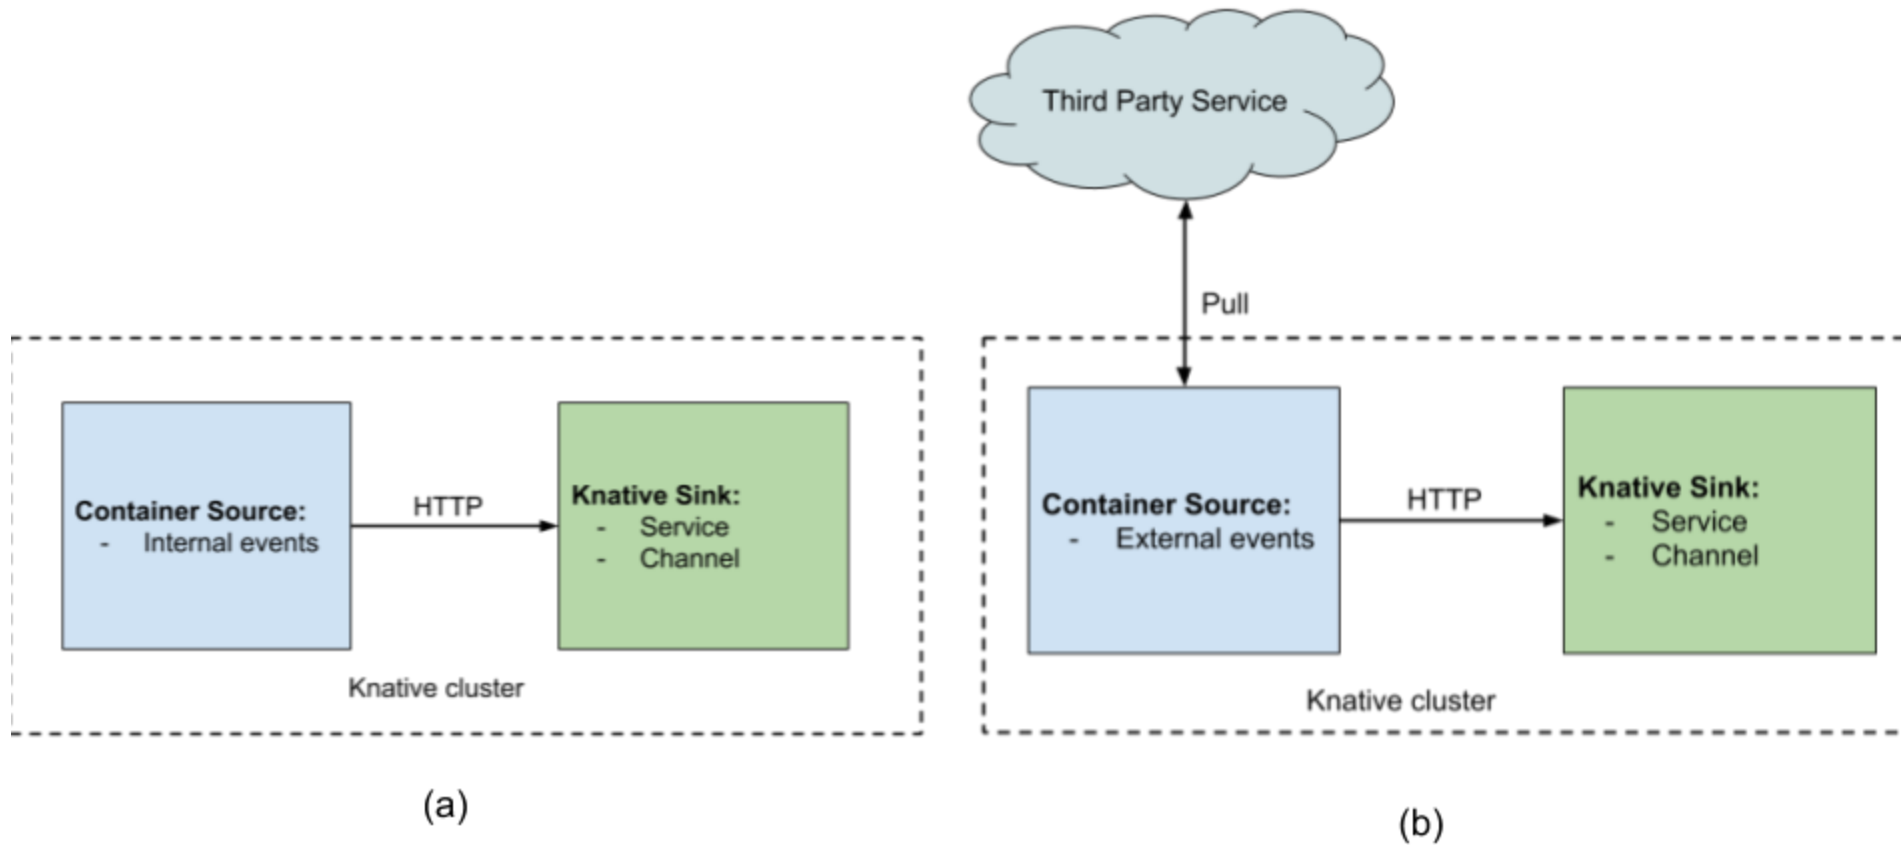 Third Party Service
Pull
Container Source:
- Internal events
HTTP
Knative Sink:
- Service
- Channel
Knative cluster
(a)
Container Source:
- External events
HTTP
Knative Sink:
- Service
- Channel
Knative cluster
(b)